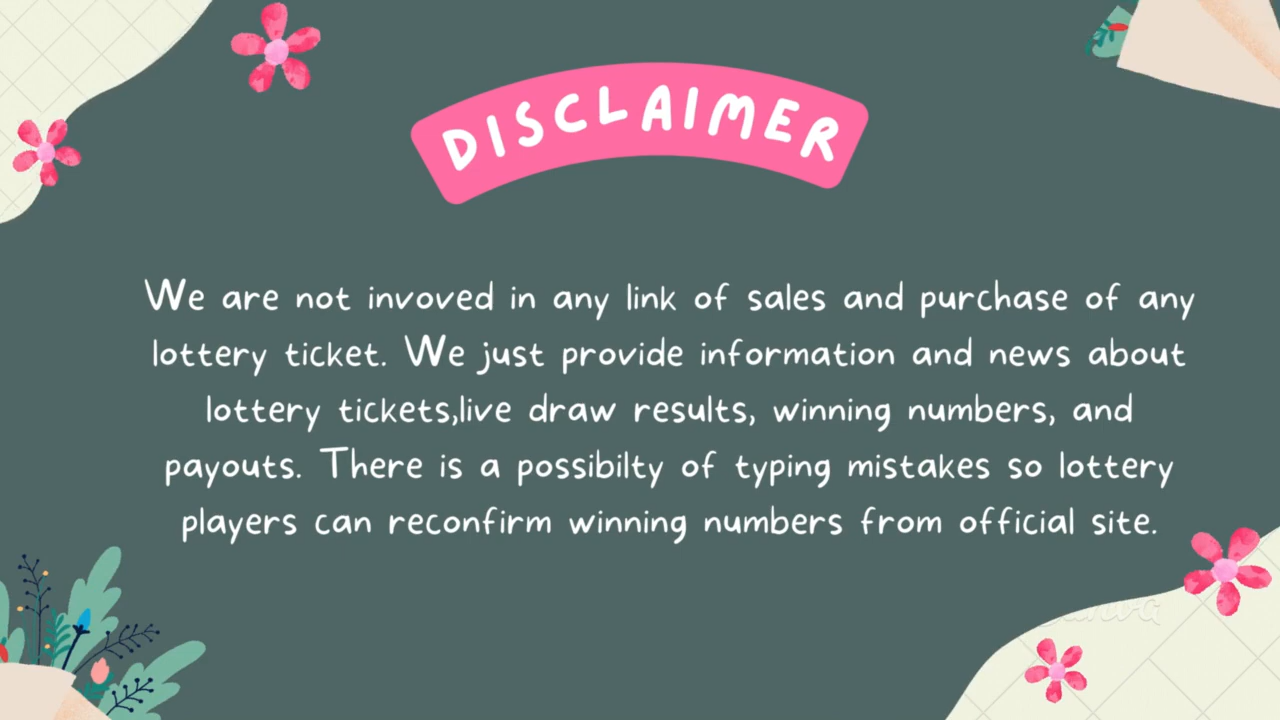 DISCLAIMER
We are not invoved in any link of sales and purchase of any
lottery ticket. We just provide information and news about
lottery tickets,live draw results, winning numbers, and
payouts. There is a possibilty of typing mistakes so lottery
players can reconfirm winning numbers from official site.
Canva